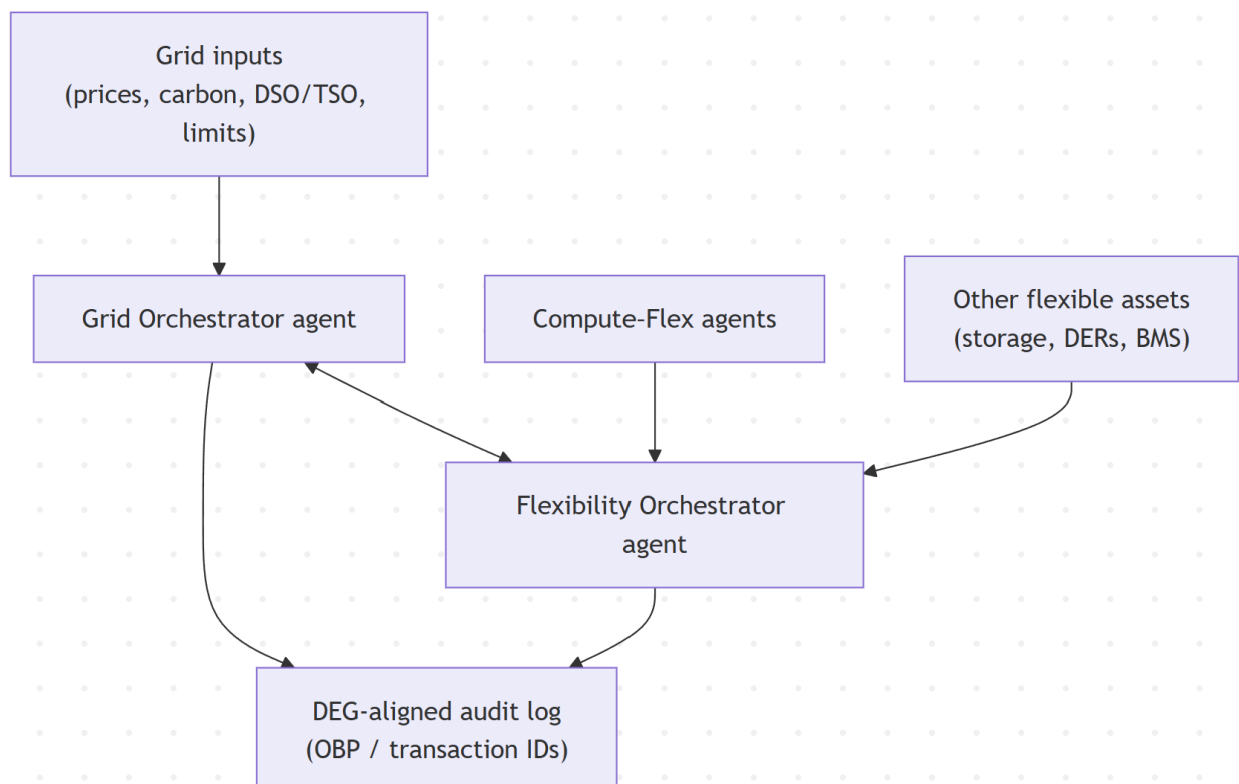 Grid inputs
(prices, carbon, DSO/TSO,
limits)
Grid Orchestrator agent
Compute-Flex agents
Other flexible assets
(storage, DERs, BMS)
Flexibility Orchestrator
agent
DEG-aligned audit log
(OBP / transaction IDs)